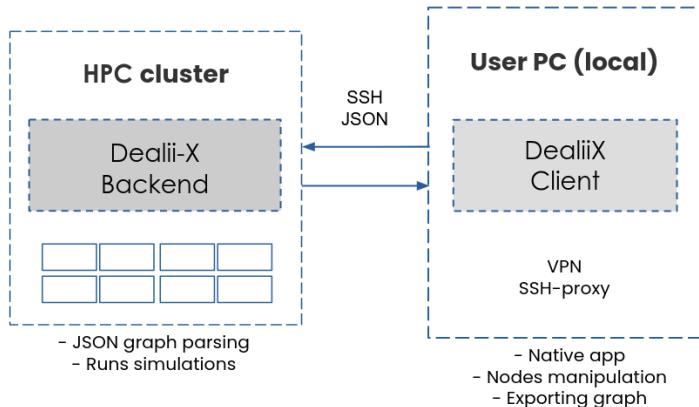 HPC cluster
Dealii-X
Backend
- JSON graph parsing
- Runs simulations
SSH
JSON
User PC (local)
DealiiX
Client
VPN
SSH-proxy
- Native app
- Nodes manipulation
- Exporting graph